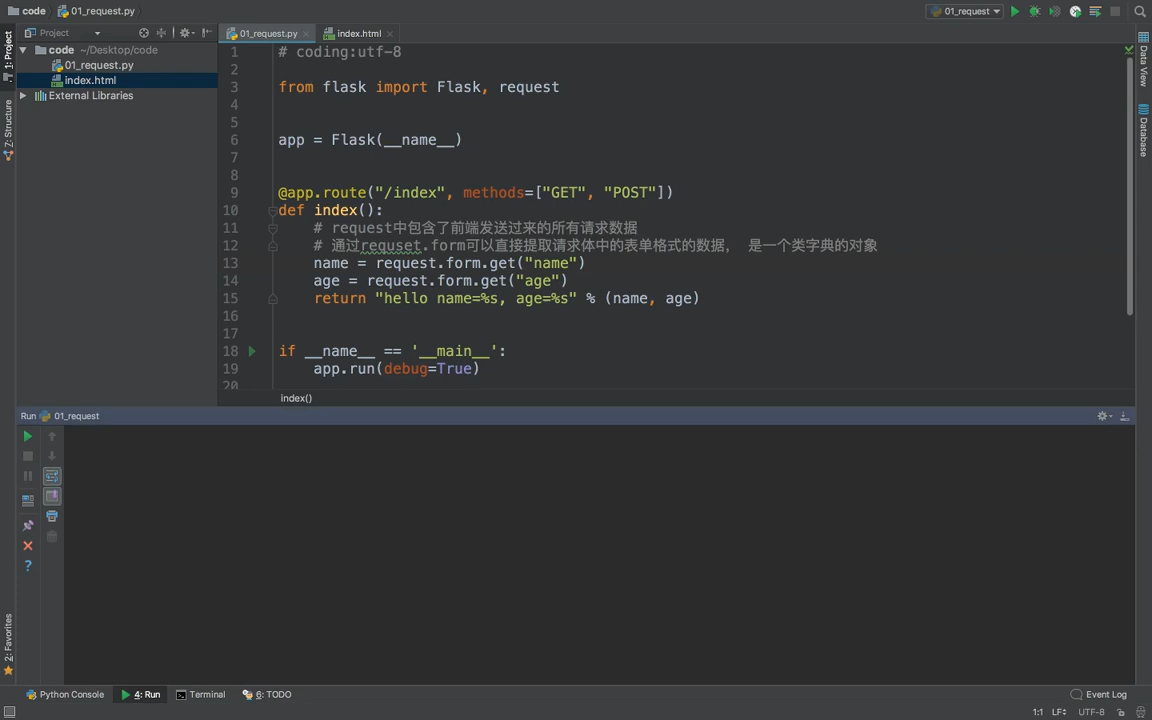 code 01_request.py
01_request
Project
01_request.py
index.html
code ~/Desktop/code
01_request.py
index.html
External Libraries
1: Project
Z: Structure
2: Favorites
Data View
Database
1 # coding:utf-8
2
3 from flask import Flask, request
4
5
6 app = Flask(__name__)
7
8
9 @app.route("/index", methods=["GET", "POST"])
10 def index():
11 # request中包含了前端发送过来的所有请求数据
12 # 通过requset.form可以直接提取请求体中的表单格式的数据， 是一个类字典的对象
13 name = request.form.get("name")
14 age = request.form.get("age")
15 return "hello name=%s, age=%s" % (name, age)
16
17
18 if __name__ == '__main__':
19 app.run(debug=True)
20
index()
Run 01_request
Python Console
4: Run
Terminal
6: TODO
Event Log
1:1 LF UTF-8